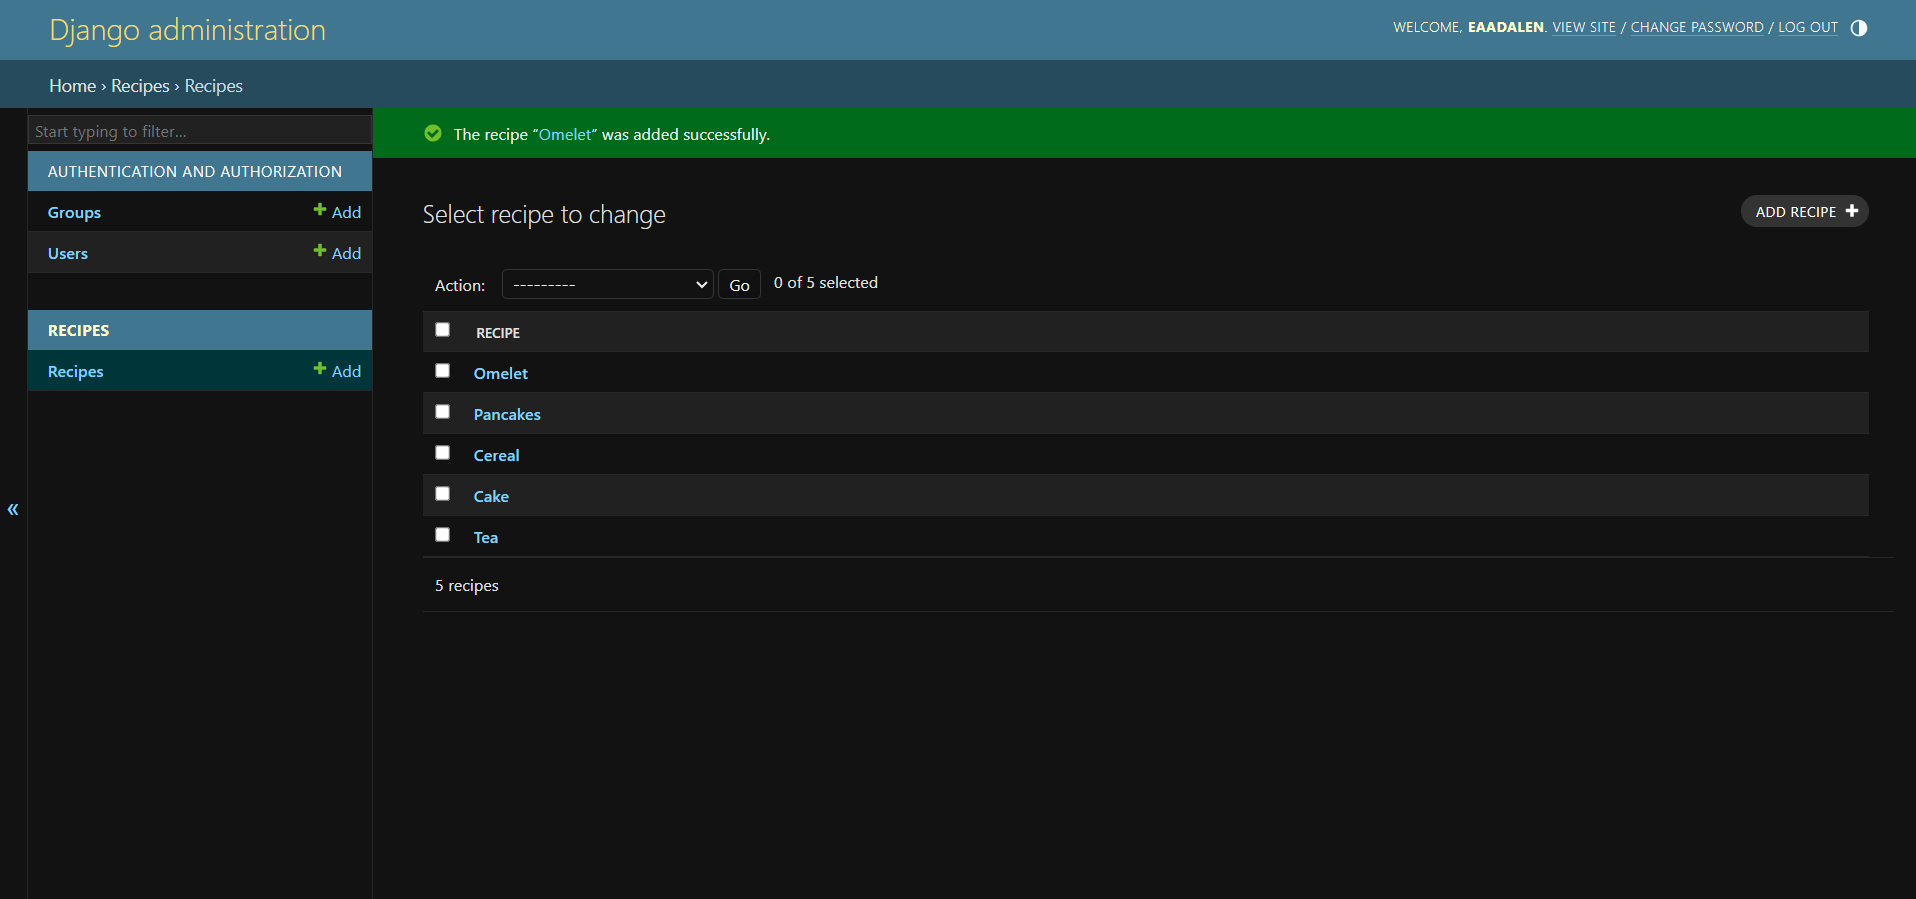 Django administration
WELCOME, EAADALEN. VIEW SITE / CHANGE PASSWORD / LOG OUT
Home › Recipes › Recipes
Start typing to filter...
AUTHENTICATION AND AUTHORIZATION
Groups
Add
Users
Add
RECIPES
Recipes
Add
«
The recipe “Omelet” was added successfully.
Select recipe to change
ADD RECIPE
Action: --------- Go 0 of 5 selected
RECIPE
Omelet
Pancakes
Cereal
Cake
Tea
5 recipes